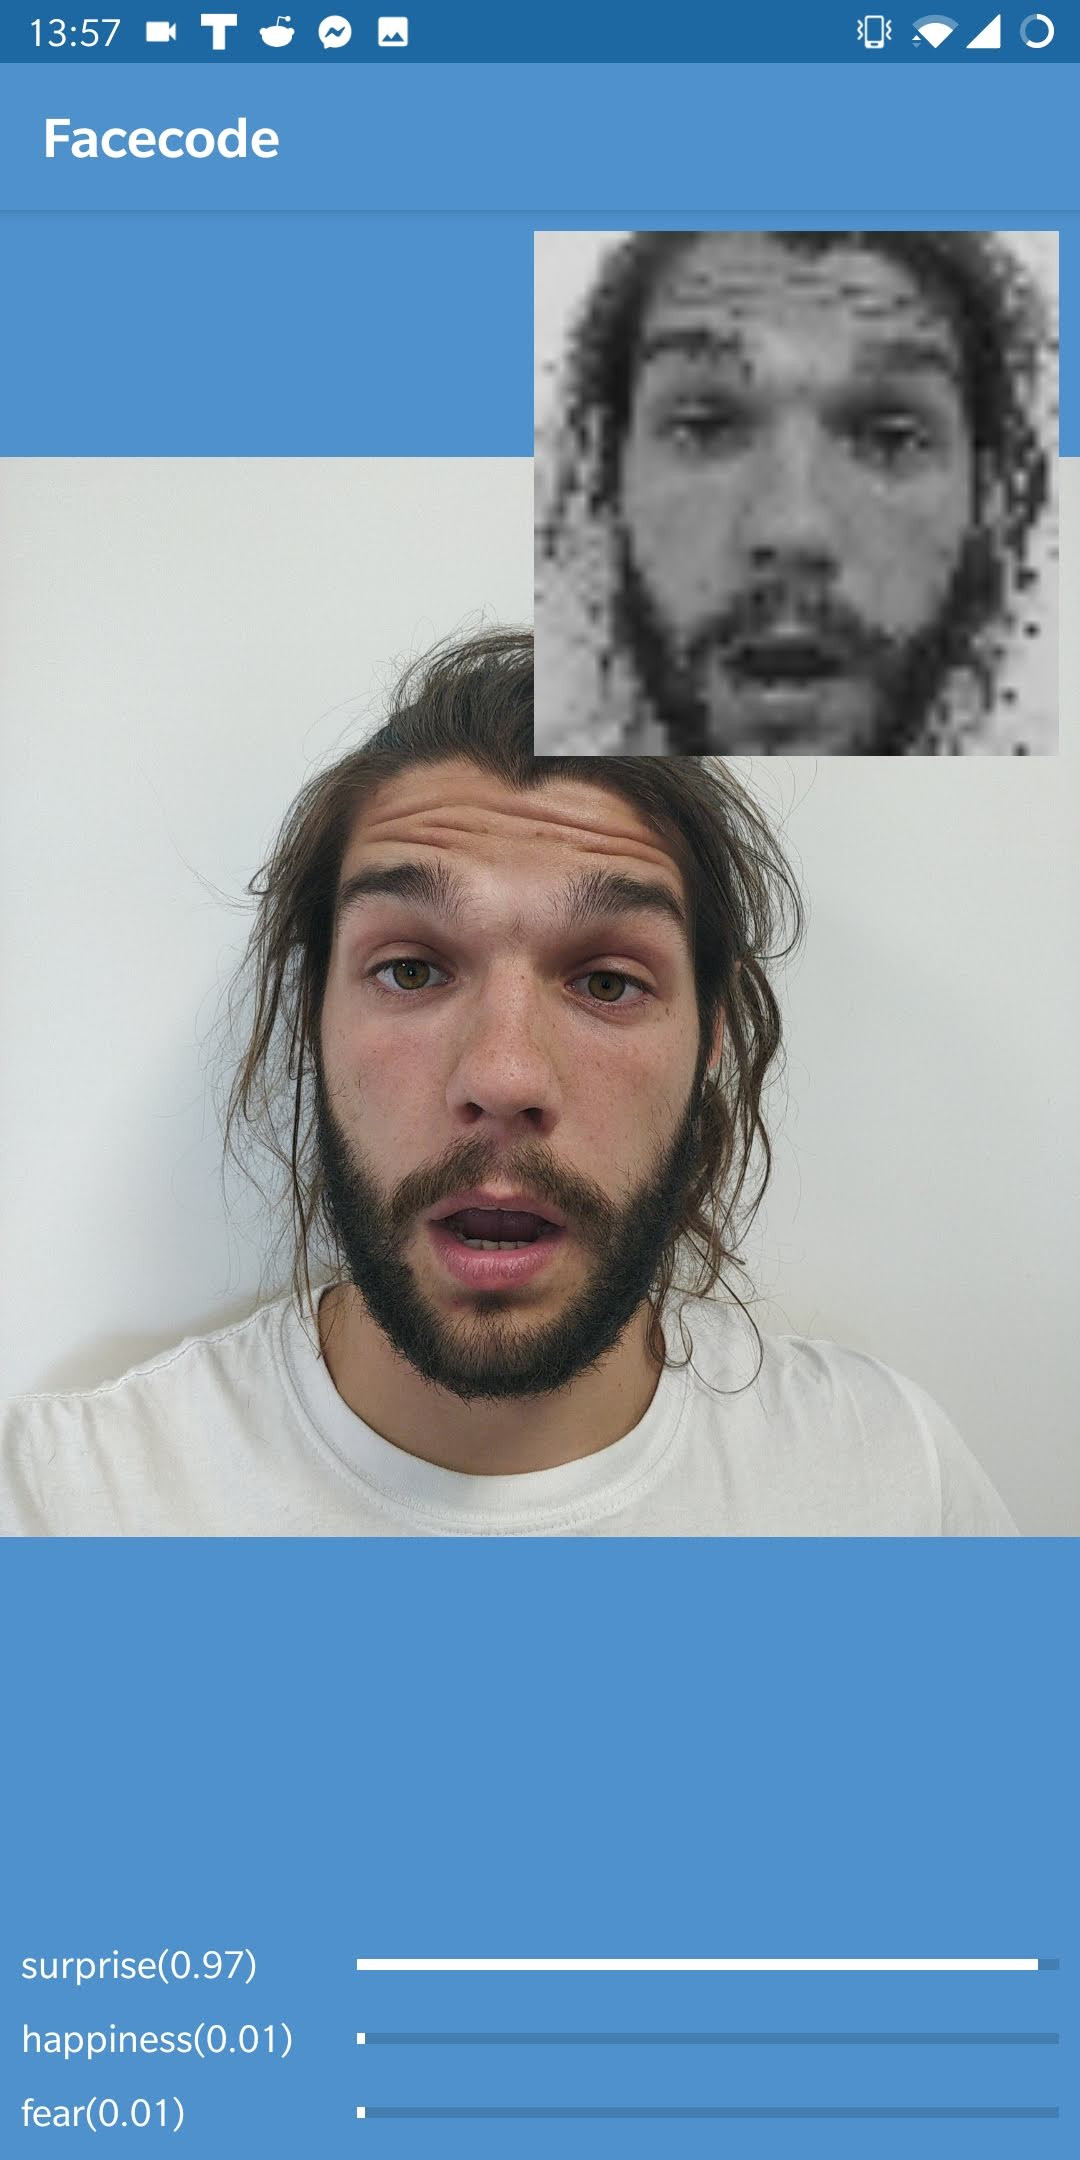 13:57
Facecode
surprise(0.97)
happiness(0.01)
fear(0.01)